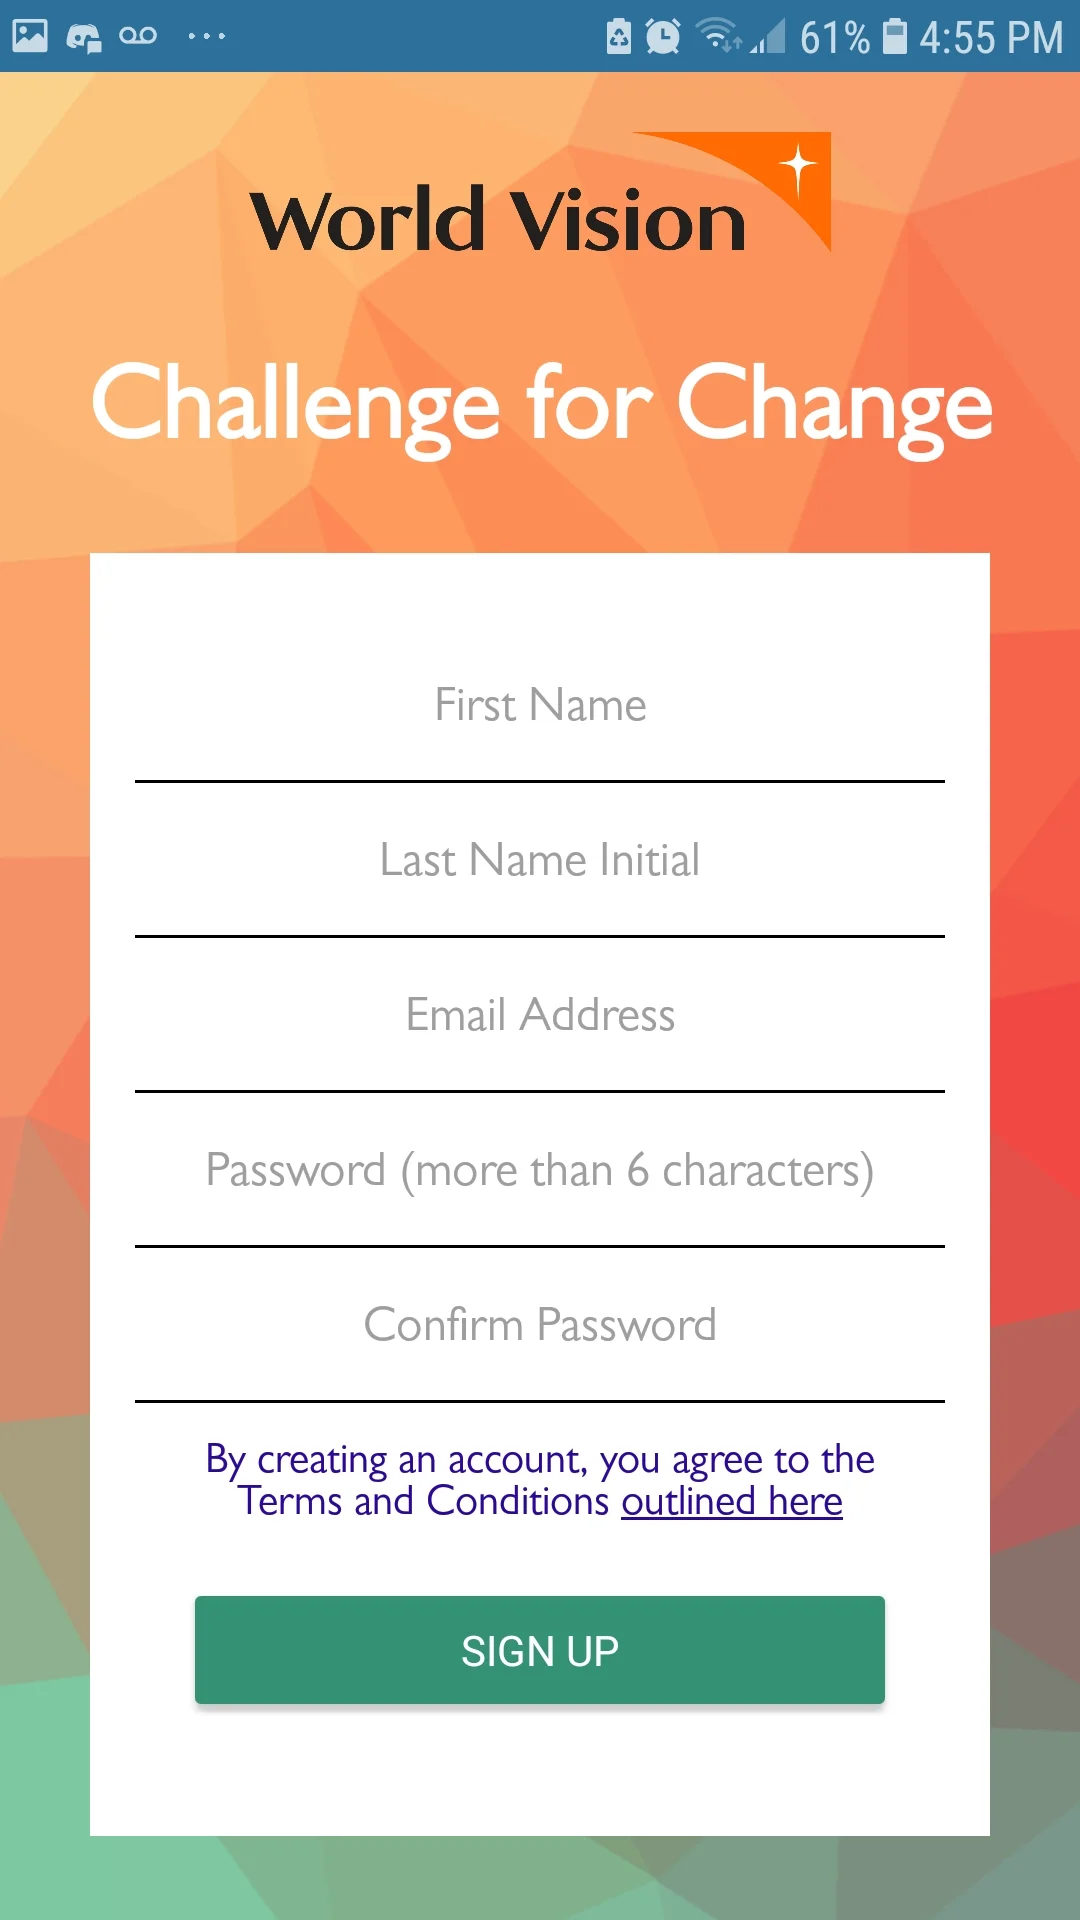 61% 4:55 PM
World Vision
Challenge for Change
First Name
Last Name Initial
Email Address
Password (more than 6 characters)
Confirm Password
By creating an account, you agree to the
Terms and Conditions outlined here
SIGN UP